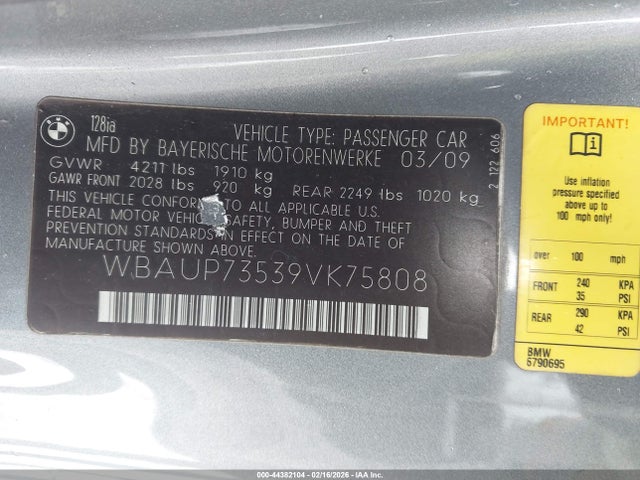 BMW
128ia
VEHICLE TYPE: PASSENGER CAR
MFD BY BAYERISCHE MOTORENWERKE 03/09
GVWR 4211 lbs 1910 kg
GAWR FRONT 2028 lbs 920 kg REAR 2249 lbs 1020 kg
THIS VEHICLE CONFORMS TO ALL APPLICABLE U.S.
FEDERAL MOTOR VEHICLE SAFETY, BUMPER AND THEFT
PREVENTION STANDARDS IN EFFECT ON THE DATE OF
MANUFACTURE SHOWN ABOVE.
WBAUP73539VK75808
2 122 606
IMPORTANT!
Use inflation
pressure specified
above up to
100 mph only!
over 100 mph
FRONT 240 KPA
35 PSI
REAR 290 KPA
42 PSI
BMW
6790695
000-44382104 - 02/16/2026 - IAAI.COM